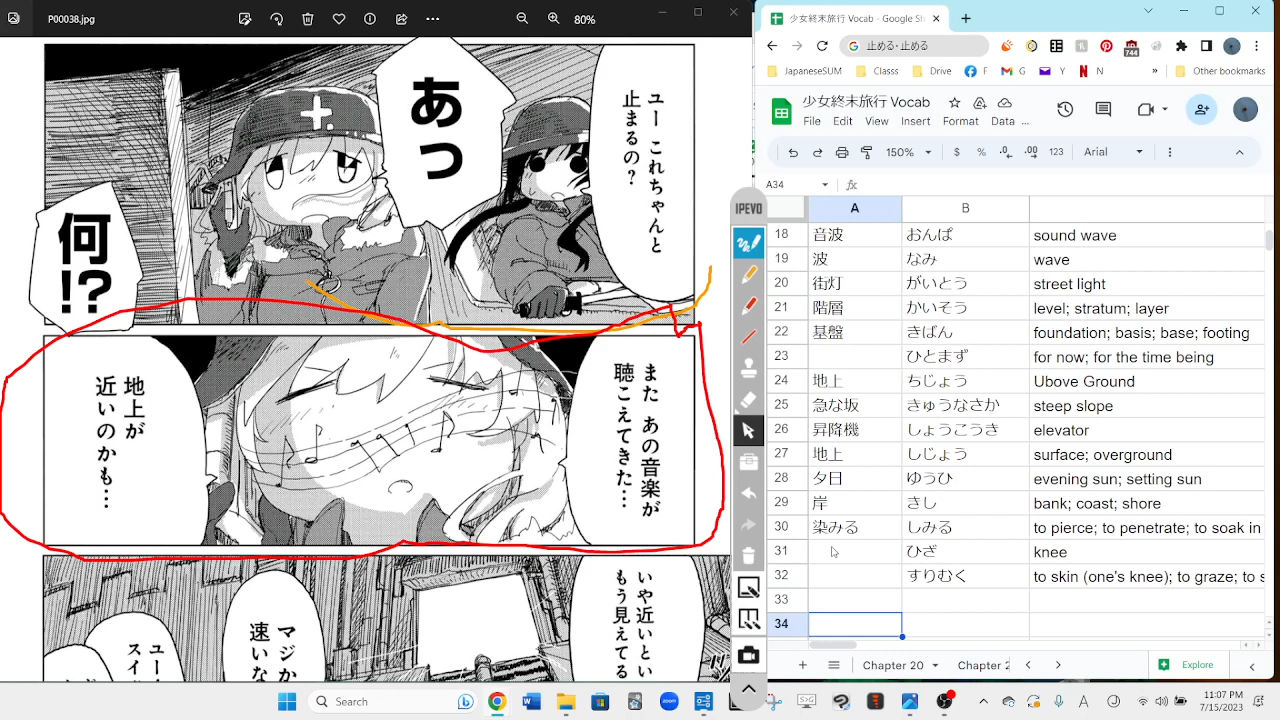 P00038.jpg
80%
ユー これちゃんと
止まるの?
あっ
何!?
また あの音楽が
聴こえてきた…
地上が
近いのかも…
いや近いとい
もう見えてる
マジか
速いな
ユー
スイ
IPEVO
少女終末旅行 Vocab - Google Sh
止める・止める
744
JapaneseSUM
Class
Drive
F
G
Y
N
Other bookmarks
少女終末旅行 Vocab
File Edit View Insert Format Data ...
150%
$ % .0 .00 123 Arial
A34
fx
A B
18 音波 おんぱ sound wave
19 波 なみ wave
20 街灯 がいとう street light
21 階層 かいそう level; stratum; layer
22 基盤 きばん foundation; basis; base; footing
23 ひとまず for now; for the time being
24 地上 ちじょう Ubove Ground
25 急な坂 きゅうなさか steep slope
26 昇降機 しょうこうき elevator
27 地上 しじょう surface; overground
28 夕日 ゆうひ evening sun; setting sun
29 岸 きし bank; coast; shore
30 染みる しみる to pierce; to penetrate; to soak in
31 ひざ knee
32 すりむく to skin (one's knee); to graze; to s
33
34
Chapter 20
Chapter 2
Explore
Search
zoom
11:07 PM
7/15/2023